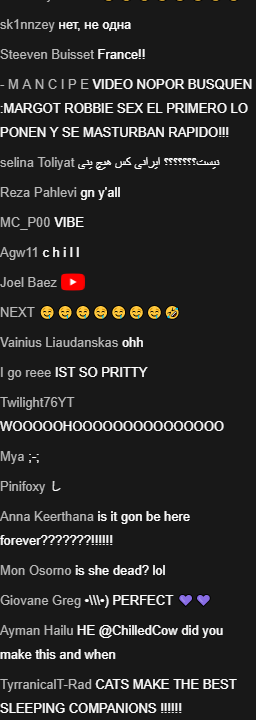 sk1nnzey нет, не одна
Steeven Buisset France!!
- M A N C I P E VIDEO NOPOR BUSQUEN
:MARGOT ROBBIE SEX EL PRIMERO LO
PONEN Y SE MASTURBAN RAPIDO!!!
selina Toliyat نیست؟؟؟؟؟؟؟ ایرانی کس هیچ ینی
Reza Pahlevi gn y'all
MC_P00 VIBE
Agw11 c h i l l
Joel Baez
NEXT 😊😊😊🤤🤤🤤😋🤣
Vainius Liaudanskas ohh
I go reee IST SO PRITTY
Twilight76YT
WOOOOOHOOOOOOOOOOOOOOO
Mya ;-;
Pinifoxy し
Anna Keerthana is it gon be here
forever???????!!!!!!
Mon Osorno is she dead? lol
Giovane Greg •\\\•) PERFECT 💜💜
Ayman Hailu HE @ChilledCow did you
make this and when
TyrranicalT-Rad CATS MAKE THE BEST
SLEEPING COMPANIONS !!!!!!